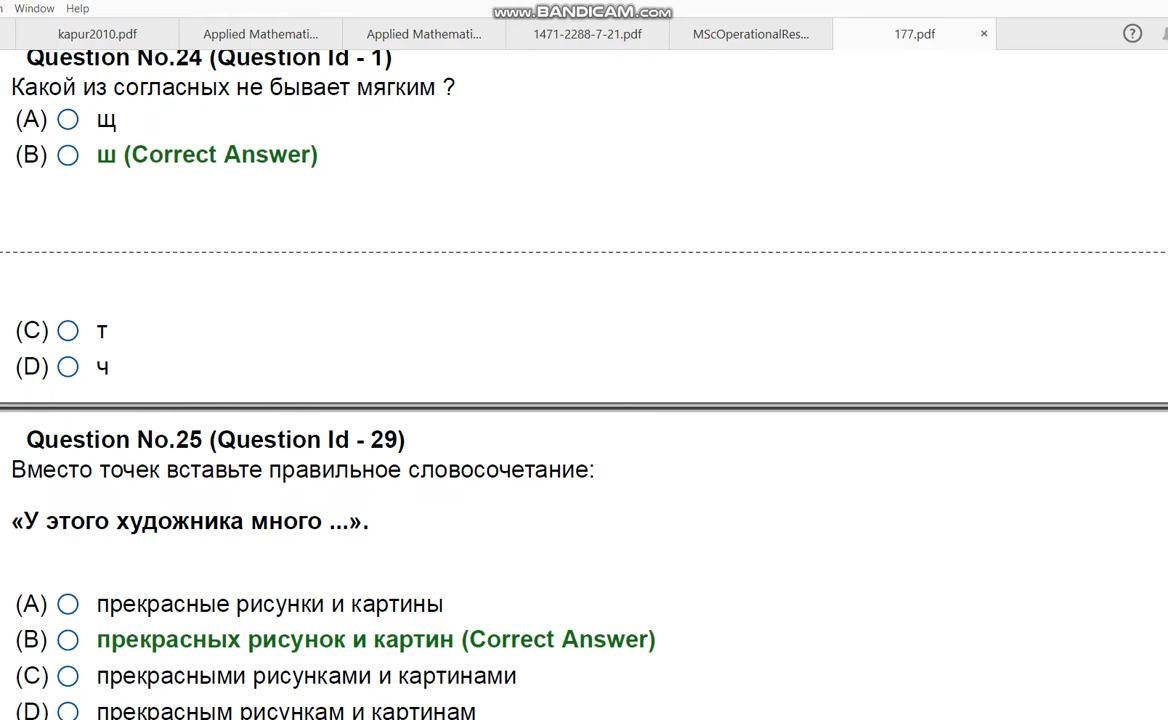 Window Help
www.BANDICAM.com
kapur2010.pdf Applied Mathemati... Applied Mathemati... 1471-2288-7-21.pdf MScOperationalRes... 177.pdf × ?
Question No.24 (Question Id - 1)
Какой из согласных не бывает мягким ?
(A) щ
(B) ш (Correct Answer)
(C) т
(D) ч
Question No.25 (Question Id - 29)
Вместо точек вставьте правильное словосочетание:
«У этого художника много ...».
(A) прекрасные рисунки и картины
(B) прекрасных рисунок и картин (Correct Answer)
(C) прекрасными рисунками и картинами
(D) прекрасным рисункам и картинам